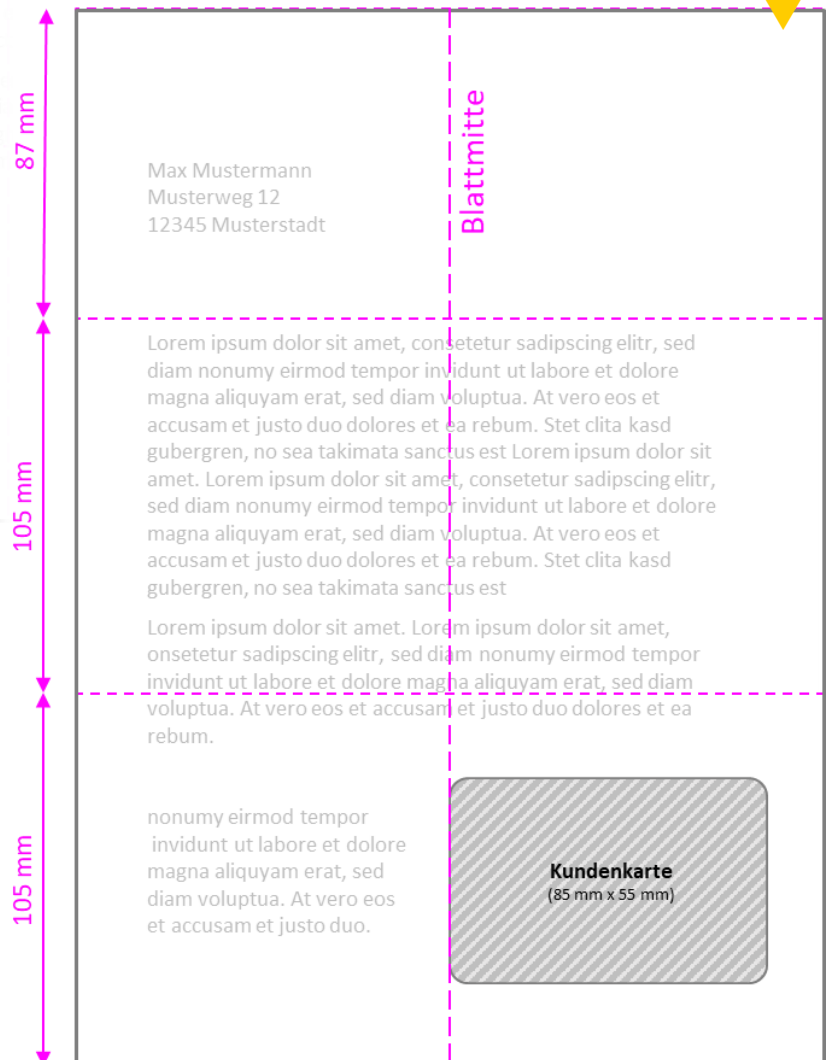 87 mm
Blattmitte
Max Mustermann
Musterweg 12
12345 Musterstadt
105 mm
Lorem ipsum dolor sit amet, consetetur sadipscing elitr, sed
diam nonumy eirmod tempor invidunt ut labore et dolore
magna aliquyam erat, sed diam voluptua. At vero eos et
accusam et justo duo dolores et ea rebum. Stet clita kasd
gubergren, no sea takimata sanctus est Lorem ipsum dolor sit
amet. Lorem ipsum dolor sit amet, consetetur sadipscing elitr,
sed diam nonumy eirmod tempor invidunt ut labore et dolore
magna aliquyam erat, sed diam voluptua. At vero eos et
accusam et justo duo dolores et ea rebum. Stet clita kasd
gubergren, no sea takimata sanctus est
Lorem ipsum dolor sit amet. Lorem ipsum dolor sit amet,
onsetetur sadipscing elitr, sed diam nonumy eirmod tempor
invidunt ut labore et dolore magna aliquyam erat, sed diam
voluptua. At vero eos et accusam et justo duo dolores et ea
rebum.
105 mm
nonumy eirmod tempor
invidunt ut labore et dolore
magna aliquyam erat, sed
diam voluptua. At vero eos
et accusam et justo duo.
Kundenkarte
(85 mm x 55 mm)